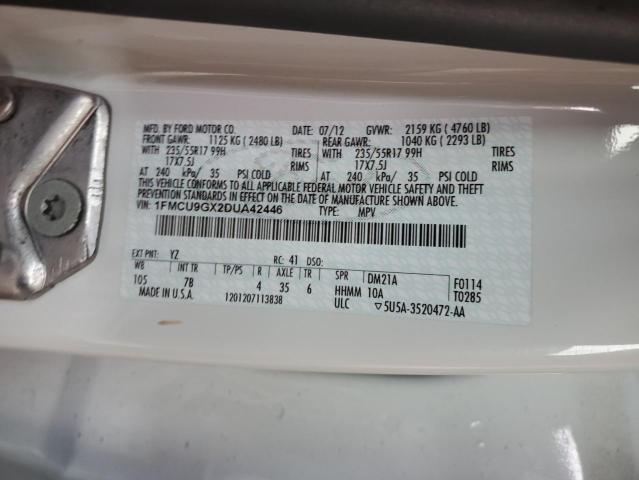 MFD. BY FORD MOTOR CO. DATE: 07/12 GVWR: 2159 KG ( 4760 LB)
FRONT GAWR: 1125 KG ( 2480 LB) REAR GAWR: 1040 KG ( 2293 LB)
WITH 235/55R17 99H TIRES WITH 235/55R17 99H TIRES
17X7.5J RIMS 17X7.5J RIMS
AT 240 kPa/ 35 PSI COLD AT 240 kPa/ 35 PSI COLD
THIS VEHICLE CONFORMS TO ALL APPLICABLE FEDERAL MOTOR VEHICLE SAFETY, BUMPER, AND
THEFT PREVENTION STANDARDS IN EFFECT ON THE DATE OF MANUFACTURE SHOWN ABOVE.
VIN: 1FMCU9GX2DUA42446 TYPE: MPV
EXT PNT: YZ RC: 41 DSO:
WB INT TR TP/PS R AXLE TR SPR DM21A F0114
105 7B 4 35 6 HHMM 10A T0285
MADE IN U.S.A. 1201207113838 ULC ▽5U5A-3520472-AA